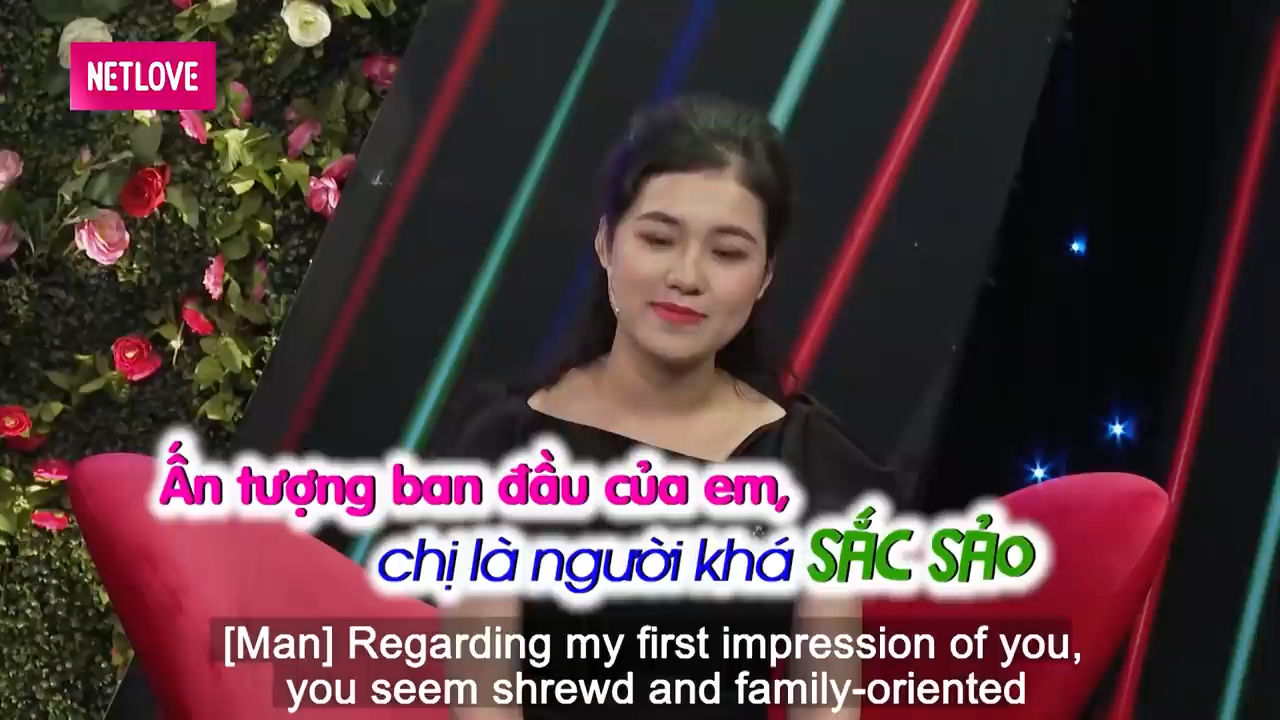 NETLOVE
Ấn tượng ban đầu của em,
chị là người khá SẮC SẢO
[Man] Regarding my first impression of you,
you seem shrewd and family-oriented